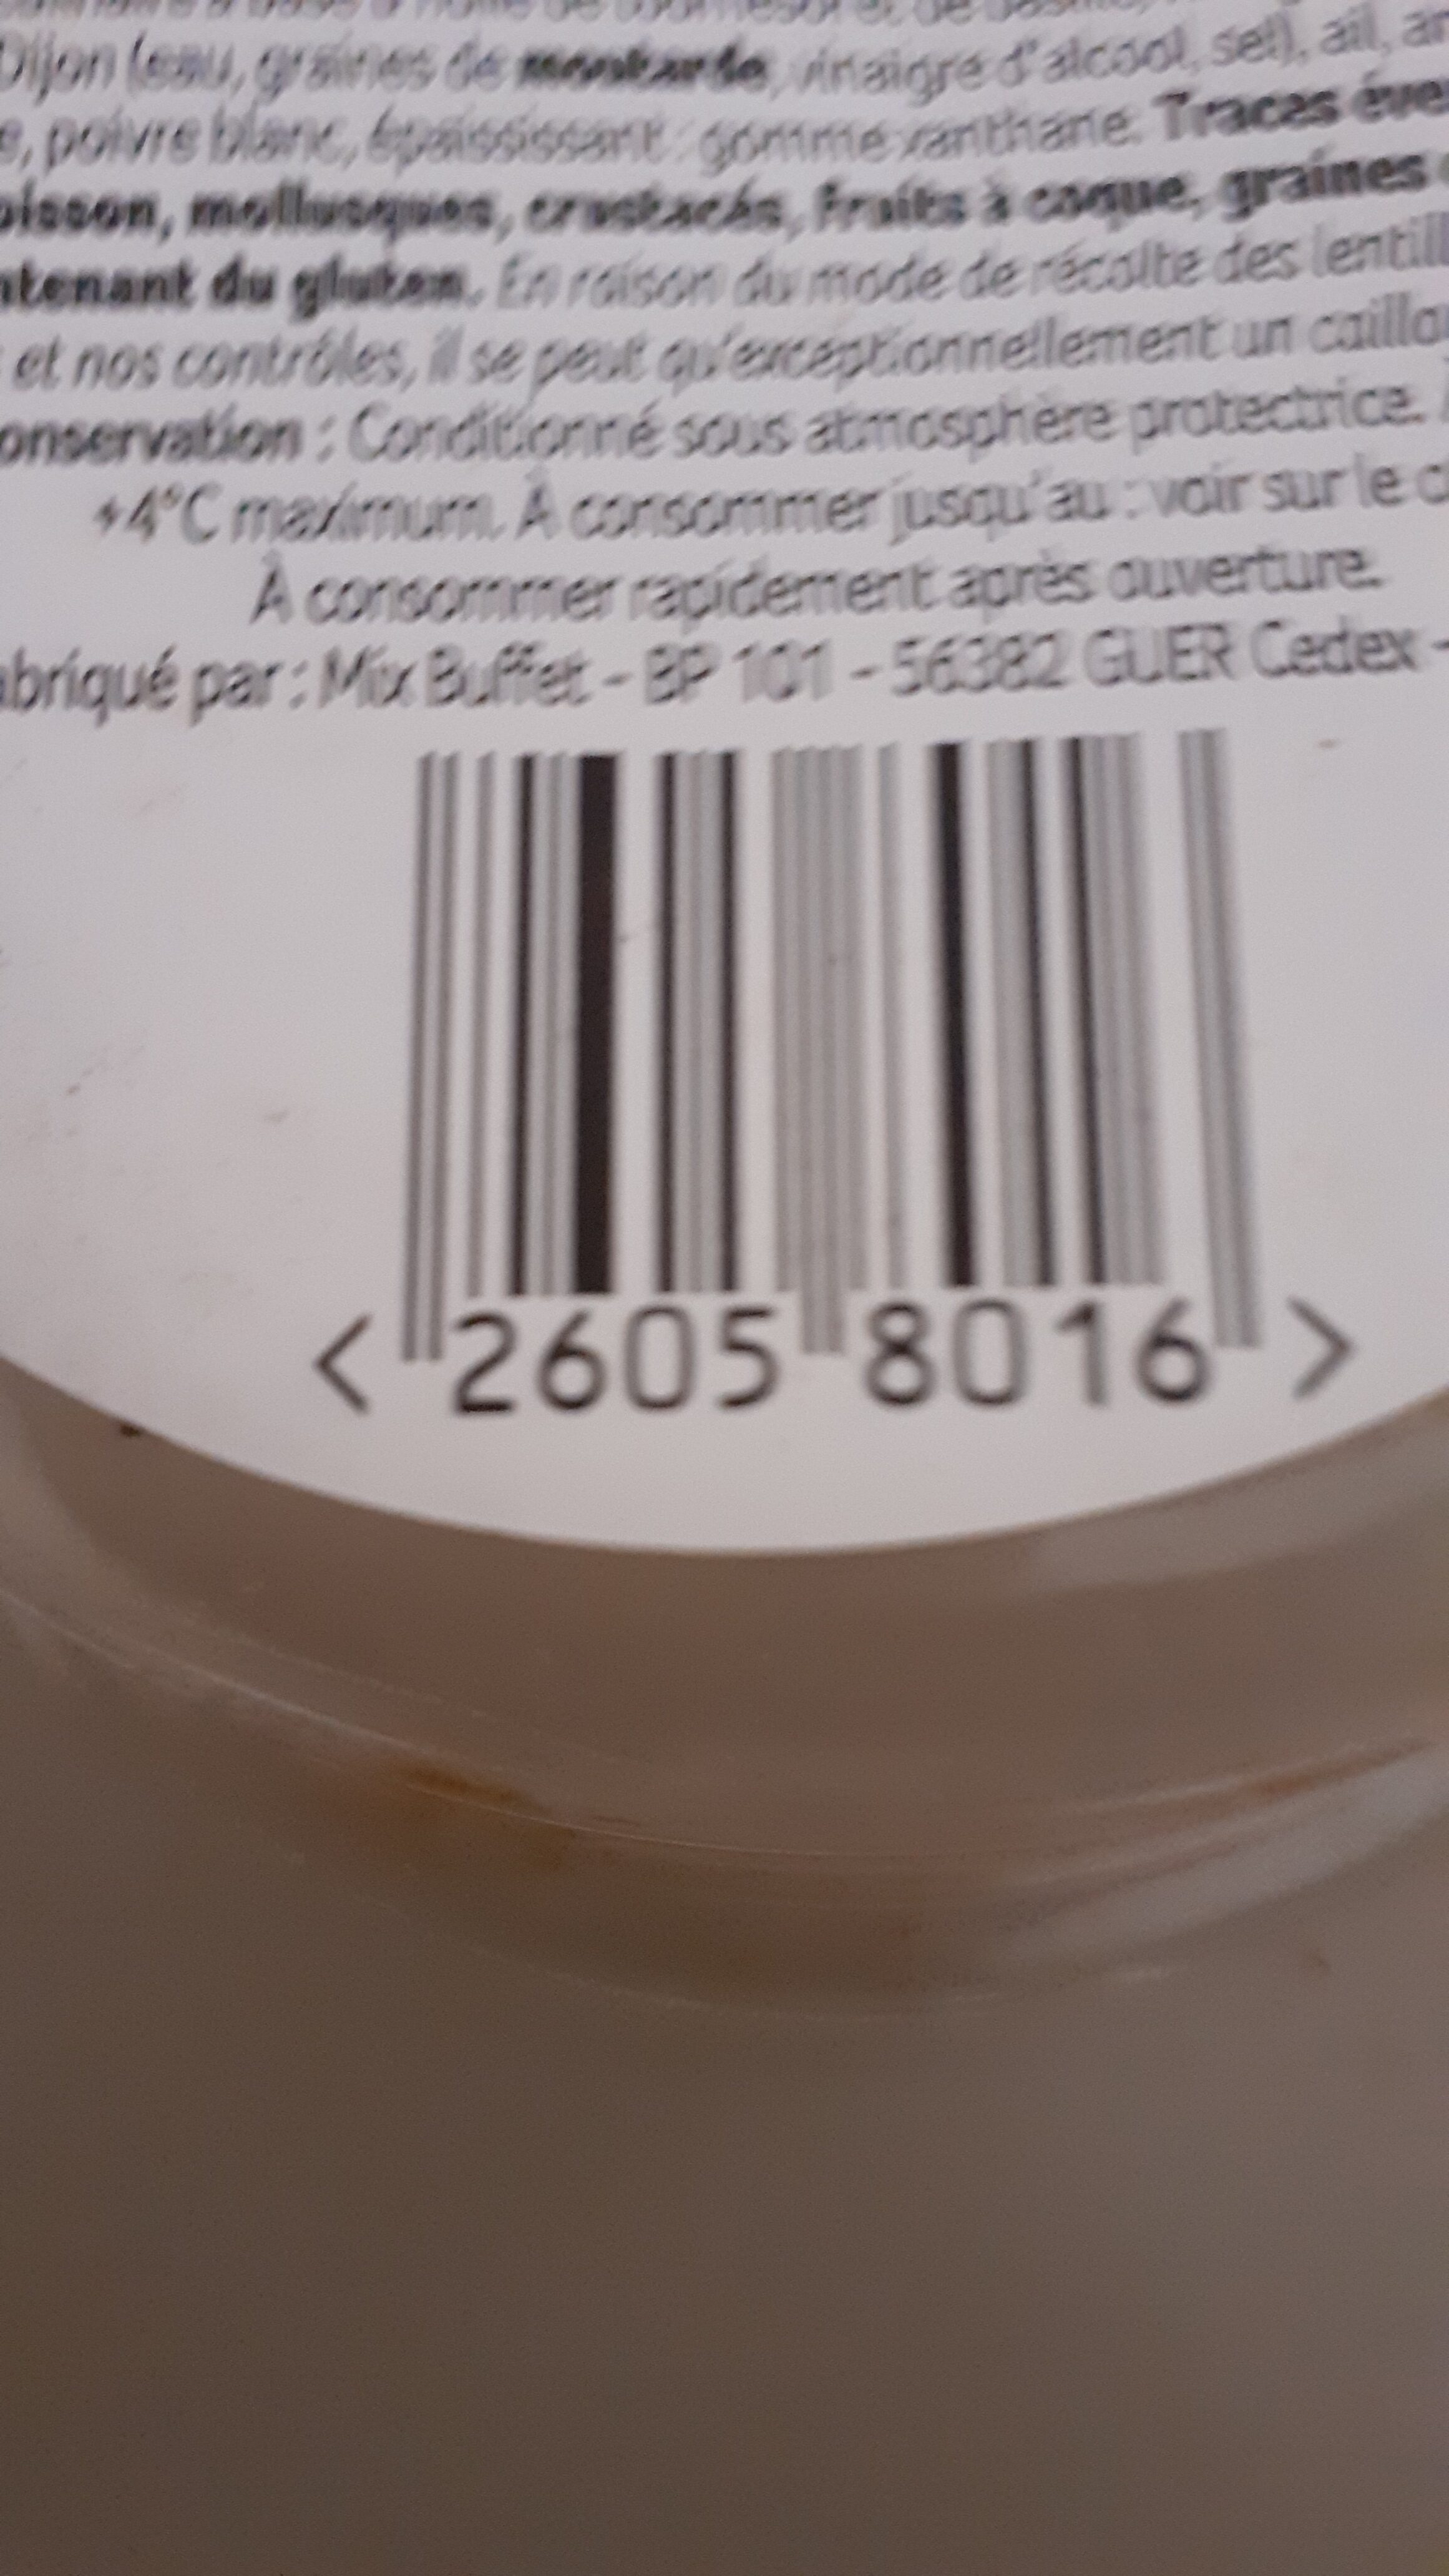 Dijon (eau, graines de moutarde, vinaigre d'alcool, sel), ail,
e, poivre blanc, épaississant : gomme xanthane. Traces éve
oisson, mollusques, crustacés, fruits à coque, graines
ntenant du gluten. En raison du mode de récolte des lentill
et nos contrôles, il se peut qu'exceptionnellement un caillo
onservation : Conditionné sous atmosphère protectrice.
+4°C maximum. À consommer jusqu'au : voir sur le
À consommer rapidement après ouverture.
abriqué par : Mix Buffet - BP 101 - 56382 GUER Cedex -
< 2605 8016 >